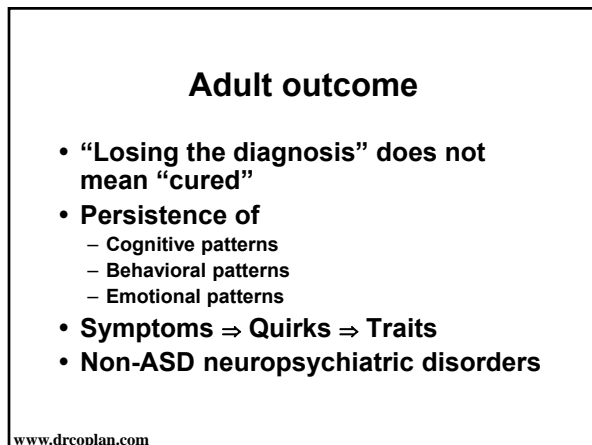 Adult outcome
• “Losing the diagnosis” does not
mean “cured”
• Persistence of
– Cognitive patterns
– Behavioral patterns
– Emotional patterns
• Symptoms ⇒ Quirks ⇒ Traits
• Non-ASD neuropsychiatric disorders
www.drcoplan.com